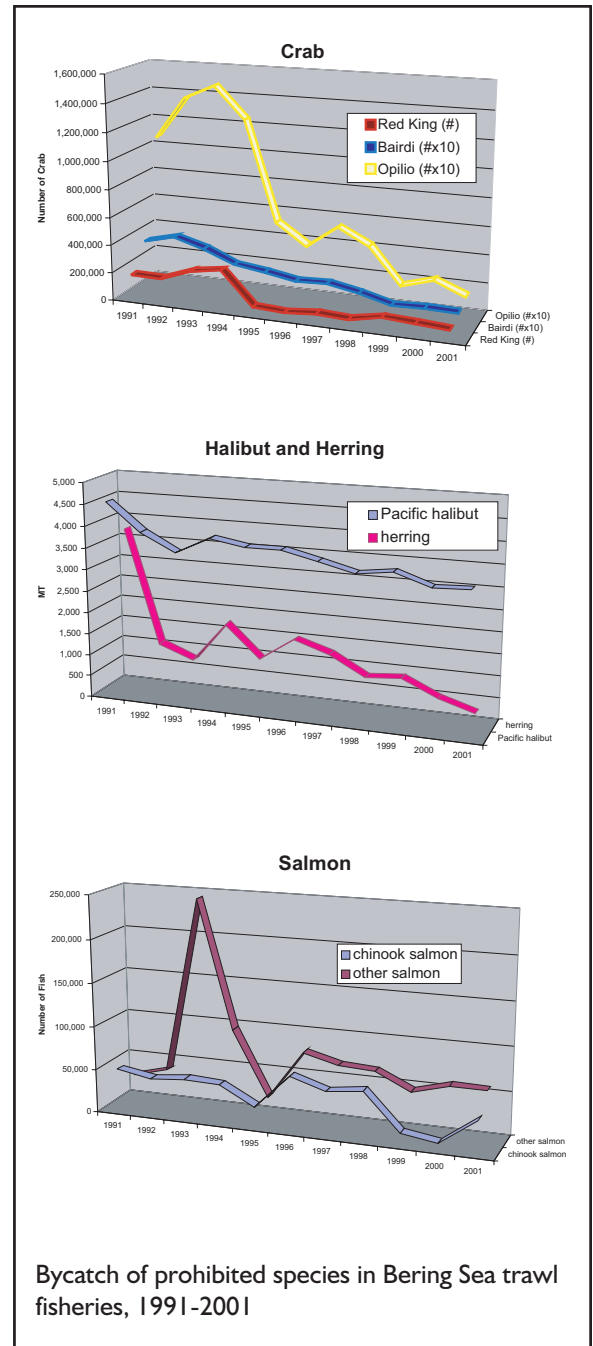 Crab
1,600,000
1,400,000
1,200,000
1,000,000
800,000
600,000
400,000
200,000
0
Number of Crab
Red King (#)
Bairdi (#x10)
Opilio (#x10)
1991 1992 1993 1994 1995 1996 1997 1998 1999 2000 2001
Opilio (#x10)
Bairdi (#x10)
Red King (#)
Halibut and Herring
5,000
4,500
4,000
3,500
3,000
2,500
2,000
1,500
1,000
500
0
MT
Pacific halibut
herring
1991 1992 1993 1994 1995 1996 1997 1998 1999 2000 2001
herring
Pacific halibut
Salmon
250,000
200,000
150,000
100,000
50,000
0
Number of Fish
chinook salmon
other salmon
1991 1992 1993 1994 1995 1996 1997 1998 1999 2000 2001
other salmon
chinook salmon
Bycatch of prohibited species in Bering Sea trawl
fisheries, 1991-2001